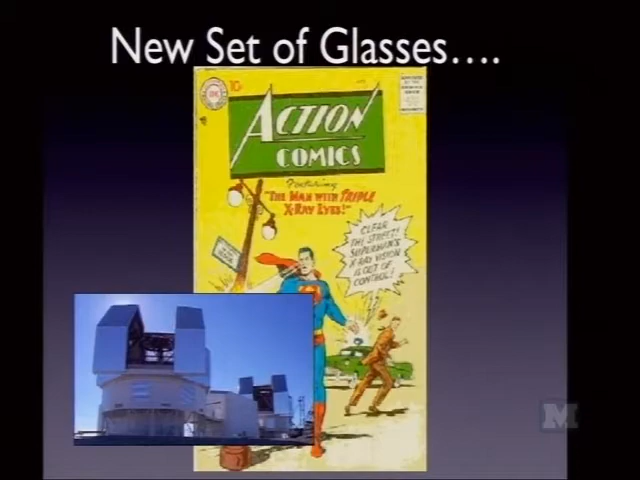 New Set of Glasses....
10¢
ACTION
COMICS
Featuring
"THE MAN WITH TRIPLE
X-RAY EYES!"
CLEAR
THE STREET!
SUPERMAN'S
X-RAY VISION
IS OUT OF
CONTROL!
M